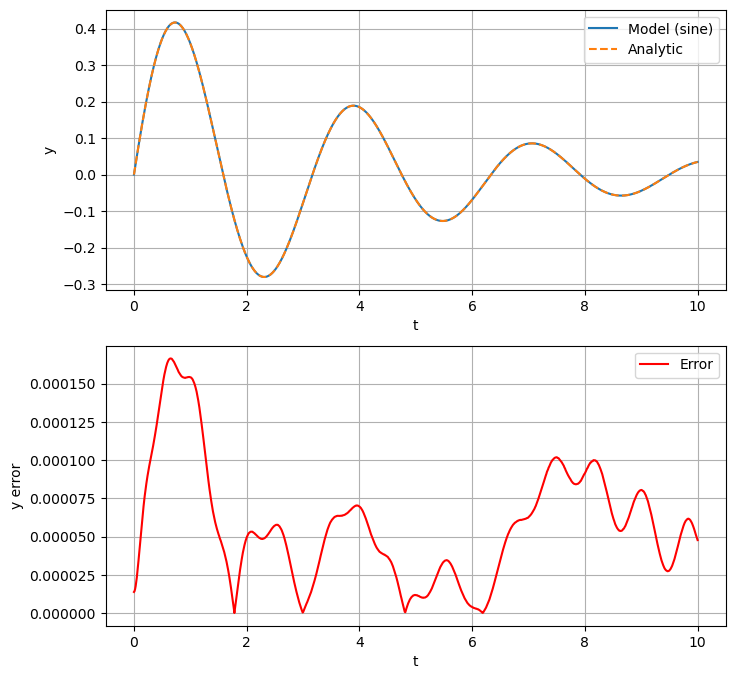 Model (sine)
Analytic
0.4
0.3
0.2
0.1
0.0
−0.1
−0.2
−0.3
y
0 2 4 6 8 10
t
Error
0.000150
0.000125
0.000100
0.000075
0.000050
0.000025
0.000000
y error
0 2 4 6 8 10
t